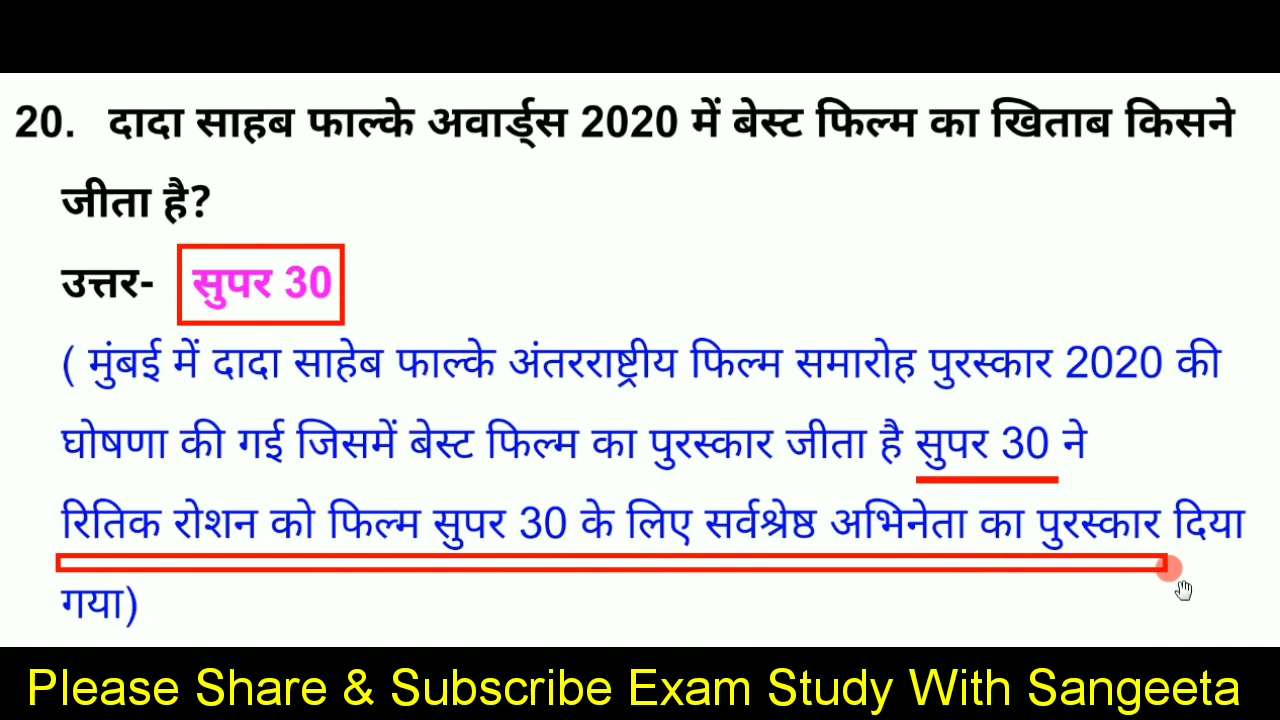 20. दादा साहब फाल्के अवार्ड्स 2020 में बेस्ट फिल्म का खिताब किसने
जीता है?
उत्तर- सुपर 30
( मुंबई में दादा साहेब फाल्के अंतरराष्ट्रीय फिल्म समारोह पुरस्कार 2020 की
घोषणा की गई जिसमें बेस्ट फिल्म का पुरस्कार जीता है सुपर 30 ने
रितिक रोशन को फिल्म सुपर 30 के लिए सर्वश्रेष्ठ अभिनेता का पुरस्कार दिया
गया)
Please Share & Subscribe Exam Study With Sangeeta